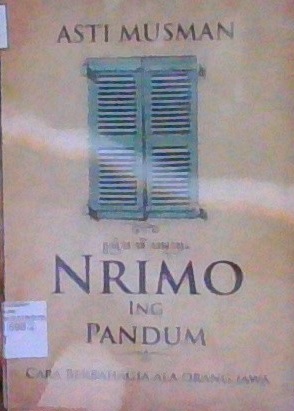 ASTI MUSMAN
NRIMO
ING
PANDUM
CARA BERBAHAGIA ALA ORANG JAWA